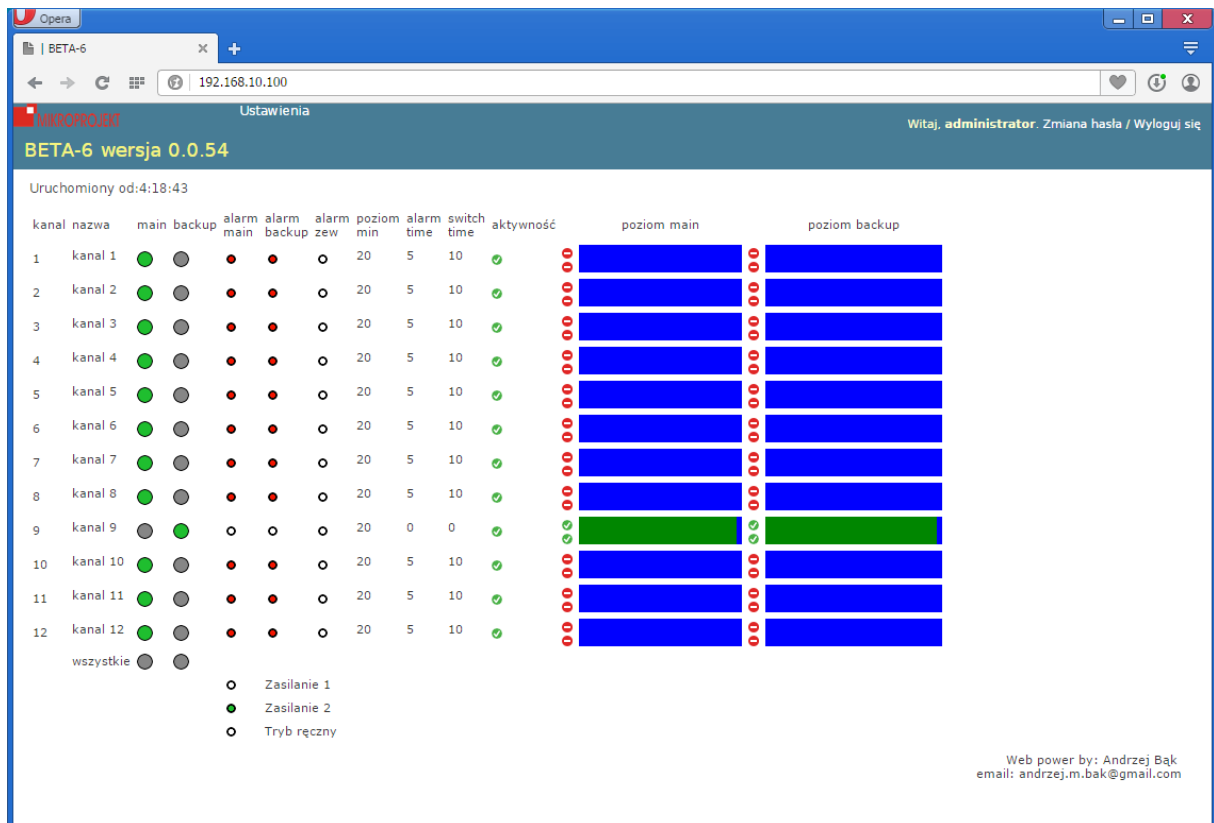 Opera
| BETA-6
192.168.10.100
MIKROPROJEKT
Ustawienia
Witaj, administrator. Zmiana hasła / Wyloguj się
BETA-6 wersja 0.0.54
Uruchomiony od:4:18:43
kanal nazwa main backup alarm main alarm backup alarm zew poziom min alarm time switch time aktywność poziom main poziom backup
1 kanal 1 20 5 10
2 kanal 2 20 5 10
3 kanal 3 20 5 10
4 kanal 4 20 5 10
5 kanal 5 20 5 10
6 kanal 6 20 5 10
7 kanal 7 20 5 10
8 kanal 8 20 5 10
9 kanal 9 20 0 0
10 kanal 10 20 5 10
11 kanal 11 20 5 10
12 kanal 12 20 5 10
wszystkie
Zasilanie 1
Zasilanie 2
Tryb ręczny
Web power by: Andrzej Bąk
email: andrzej.m.bak@gmail.com